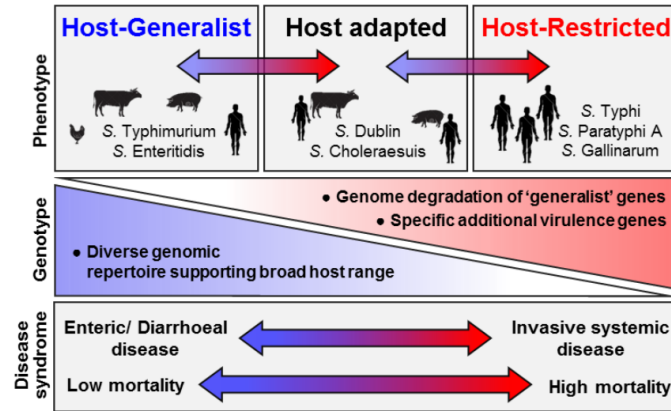 Host-Generalist
Host adapted
Host-Restricted
Phenotype
S. Typhimurium
S. Enteritidis
S. Dublin
S. Choleraesuis
S. Typhi
S. Paratyphi A
S. Gallinarum
Genotype
● Genome degradation of ‘generalist’ genes
● Specific additional virulence genes
● Diverse genomic
repertoire supporting broad host range
Disease
syndrome
Enteric/ Diarrhoeal
disease
Invasive systemic
disease
Low mortality
High mortality